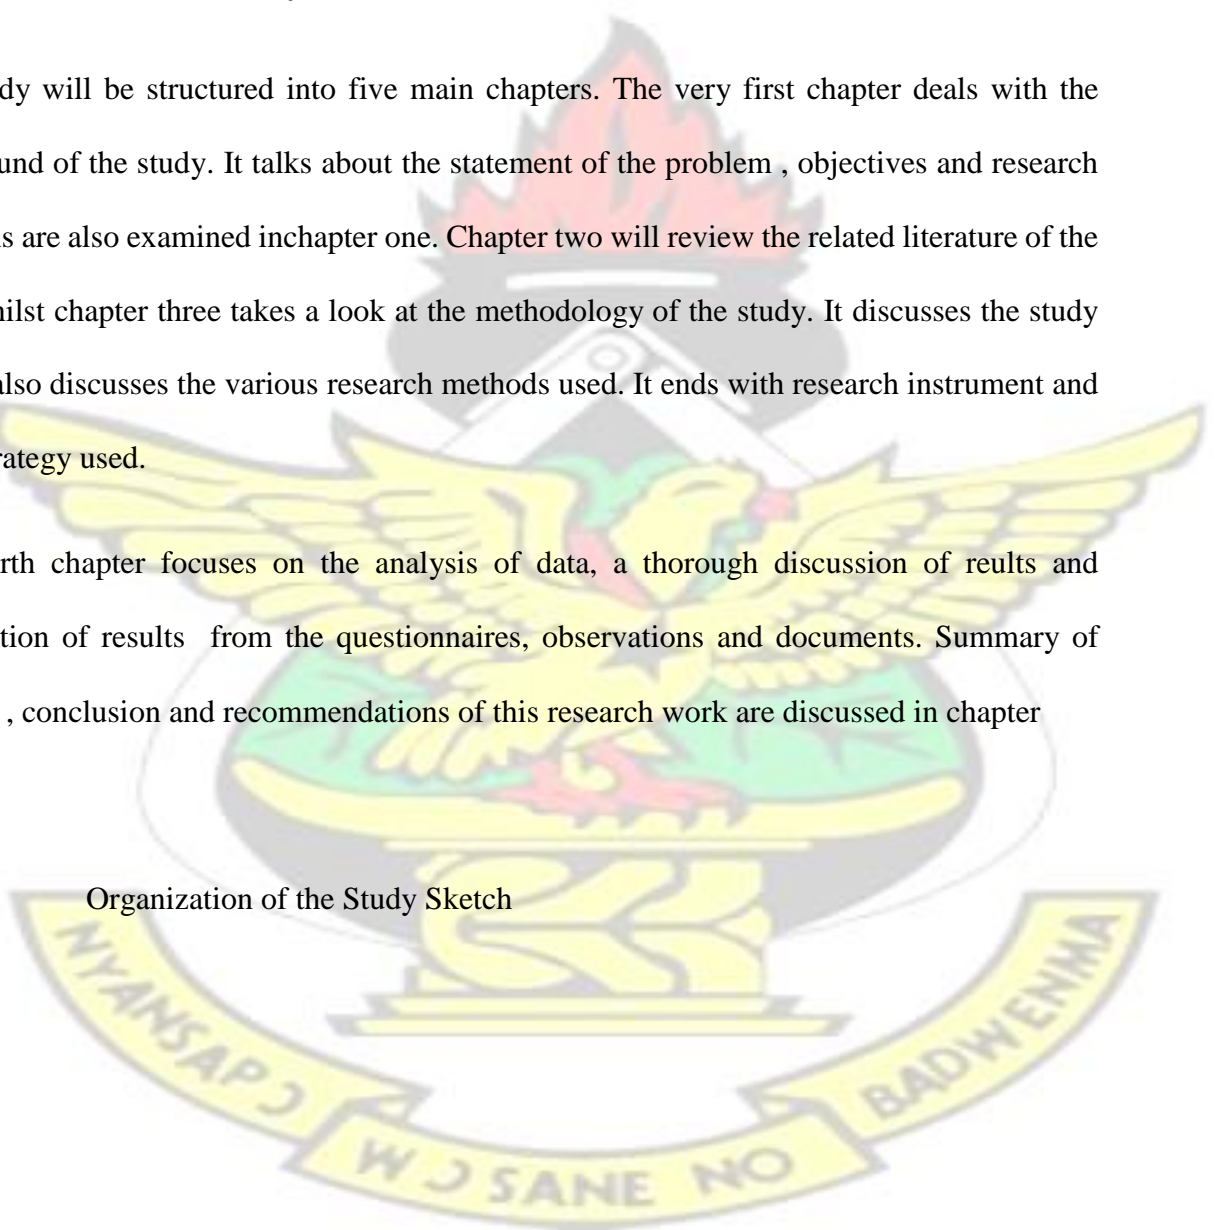 dy will be structured into five main chapters. The very first chapter deals with the
und of the study. It talks about the statement of the problem , objectives and research
s are also examined inchapter one. Chapter two will review the related literature of the
hilst chapter three takes a look at the methodology of the study. It discusses the study
also discusses the various research methods used. It ends with research instrument and
rategy used.
rth chapter focuses on the analysis of data, a thorough discussion of reults and
tion of results from the questionnaires, observations and documents. Summary of
, conclusion and recommendations of this research work are discussed in chapter
Organization of the Study Sketch
NYANSAPƆ WƆSANE NO BADWENMA